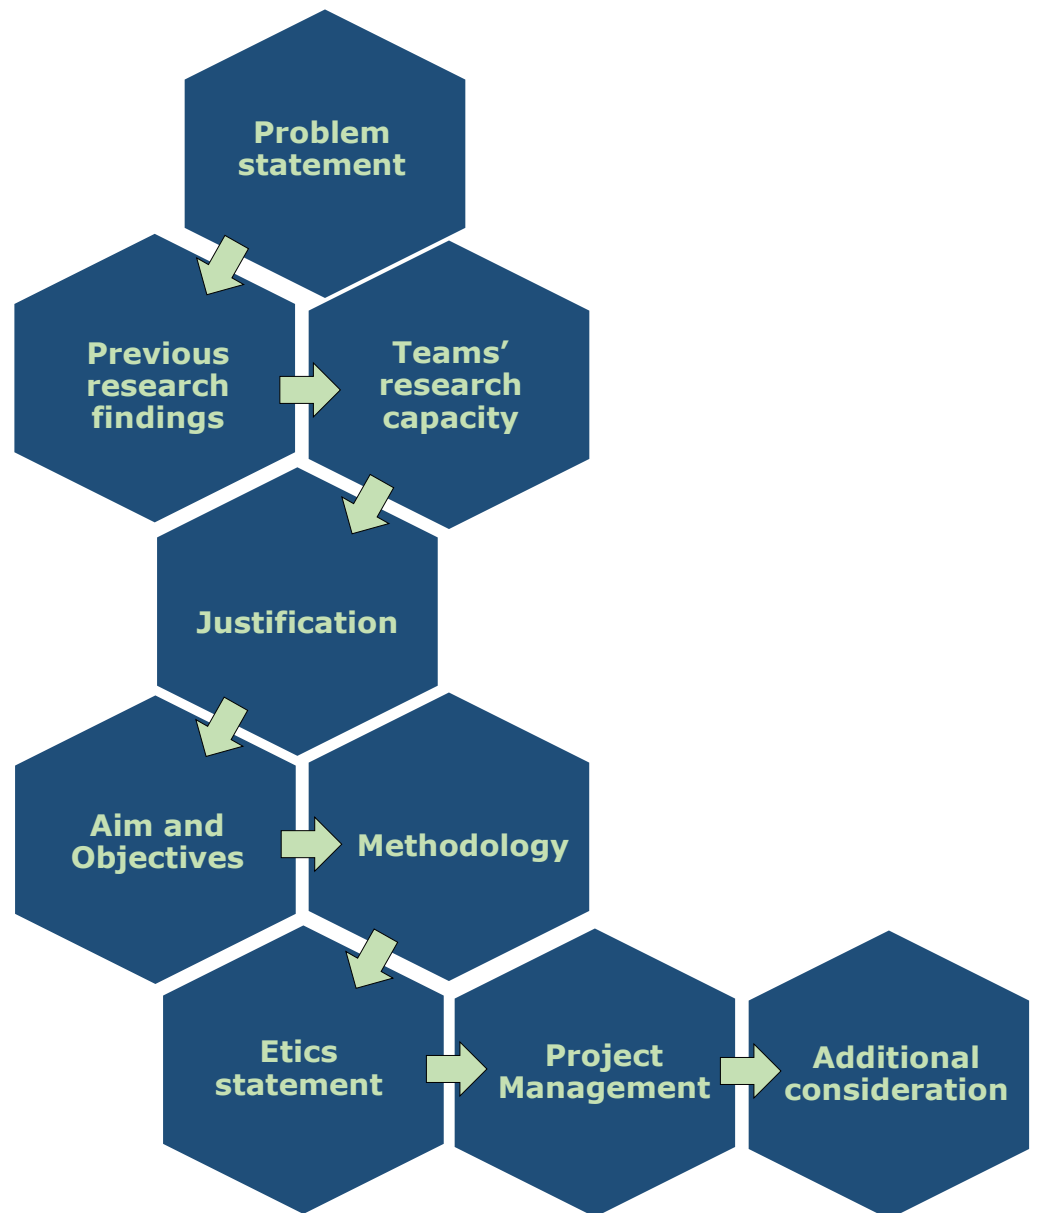 Problem
statement
Previous
research
findings
Teams’
research
capacity
Justification
Aim and
Objectives
Methodology
Etics
statement
Project
Management
Additional
consideration